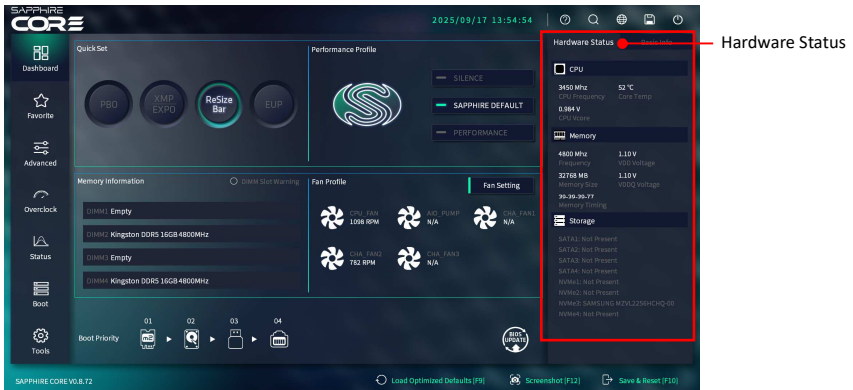 SAPPHIRE
CORE
2025/09/17 13:54:54
Dashboard
Favorite
Advanced
Overclock
Status
Boot
Tools
Quick Set
PBO
XMP
EXPO
ReSize
Bar
EUP
Performance Profile
SILENCE
SAPPHIRE DEFAULT
PERFORMANCE
Memory Information
DIMM Slot Warning
DIMM1 Empty
DIMM2 Kingston DDR5 16GB 4800MHz
DIMM3 Empty
DIMM4 Kingston DDR5 16GB 4800MHz
Fan Profile
Fan Setting
CPU_FAN
1098 RPM
AIO_PUMP
N/A
CHA_FAN1
N/A
CHA_FAN2
782 RPM
CHA_FAN3
N/A
Boot Priority
01
02
03
04
m2
BIOS
UPDATE
Hardware Status
Basic Info
CPU
3450 Mhz 52 °C
CPU Frequency Core Temp
0.984 V
CPU Vcore
Memory
4800 Mhz 1.10 V
Frequency VDD Voltage
32768 MB 1.10 V
Memory Size VDDQ Voltage
39-39-39-77
Memory Timing
Storage
SATA1: Not Present
SATA2: Not Present
SATA3: Not Present
SATA4: Not Present
NVMe1: Not Present
NVMe2: Not Present
NVMe3: SAMSUNG MZVL2256HCHQ-00
NVMe4: Not Present
Hardware Status
SAPPHIRE CORE V0.8.72
Load Optimized Defaults [F9]
Screenshot [F12]
Save & Reset [F10]